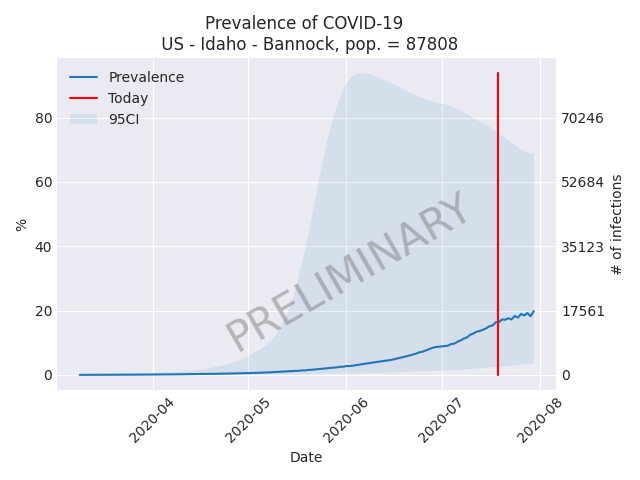 Prevalence of COVID-19
US - Idaho - Bannock, pop. = 87808
Prevalence
Today
95CI
PRELIMINARY
%
80
60
40
20
0
70246
52684
35123
17561
0
# of infections
2020-04
2020-05
2020-06
2020-07
2020-08
Date